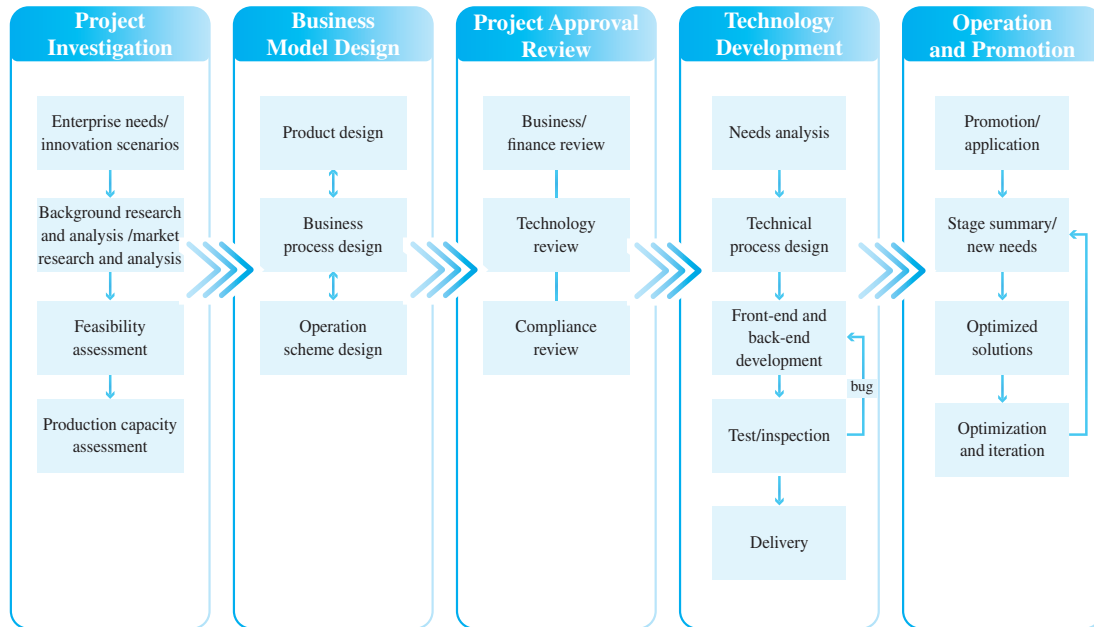 Project
Investigation
Enterprise needs/
innovation scenarios
Background research
and analysis /market
research and analysis
Feasibility
assessment
Production capacity
assessment
Business
Model Design
Product design
Business
process design
Operation
scheme design
Project Approval
Review
Business/
finance review
Technology
review
Compliance
review
Technology
Development
Needs analysis
Technical
process design
Front-end and
back-end
development
bug
Test/inspection
Delivery
Operation
and Promotion
Promotion/
application
Stage summary/
new needs
Optimized
solutions
Optimization
and iteration